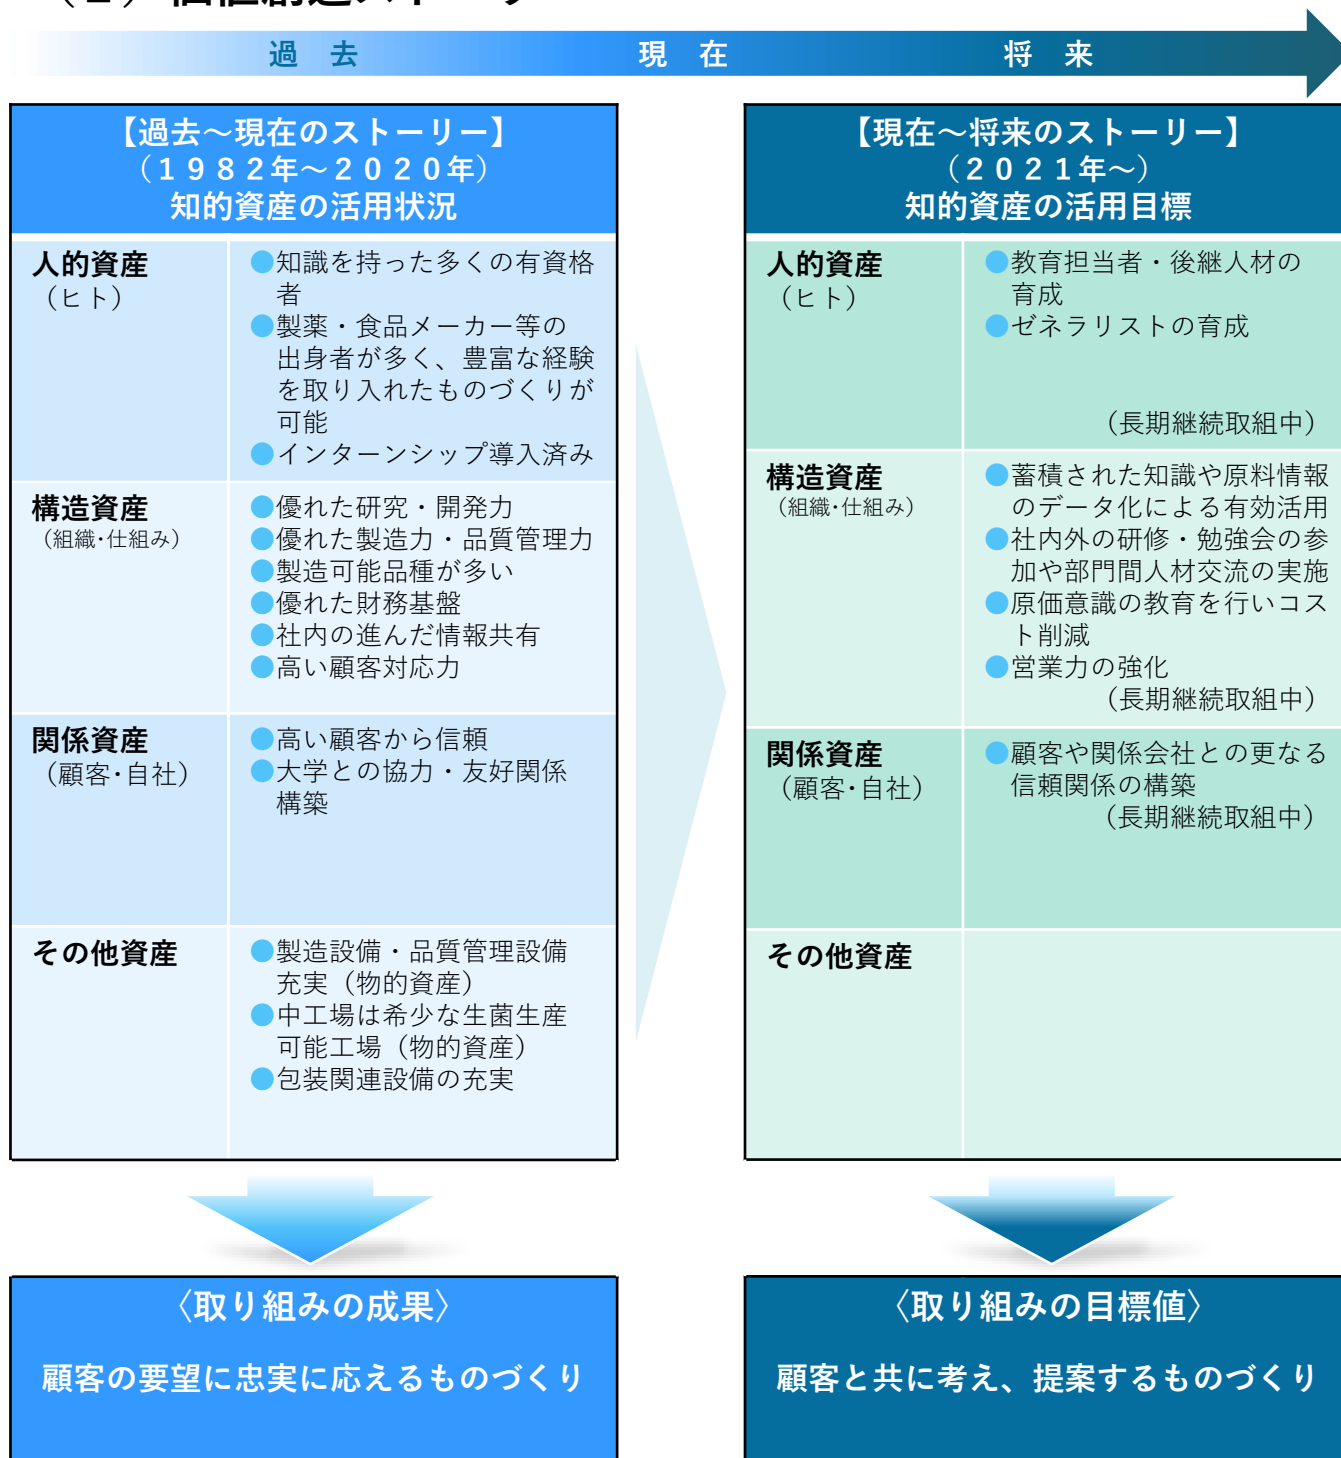 過 去 現 在 将 来
【過去～現在のストーリー】
（１９８２年～２０２０年）
知的資産の活用状況
人的資産
（ヒト）
●知識を持った多くの有資格
者
●製薬・食品メーカー等の
出身者が多く、豊富な経験
を取り入れたものづくりが
可能
●インターンシップ導入済み
構造資産
（組織･仕組み）
●優れた研究・開発力
●優れた製造力・品質管理力
●製造可能品種が多い
●優れた財務基盤
●社内の進んだ情報共有
●高い顧客対応力
関係資産
（顧客･自社）
●高い顧客から信頼
●大学との協力・友好関係
構築
その他資産
●製造設備・品質管理設備
充実（物的資産）
●中工場は希少な生菌生産
可能工場（物的資産）
●包装関連設備の充実
〈取り組みの成果〉
顧客の要望に忠実に応えるものづくり
【現在～将来のストーリー】
（２０２１年～）
知的資産の活用目標
人的資産
（ヒト）
●教育担当者・後継人材の
育成
●ゼネラリストの育成
（長期継続取組中）
構造資産
（組織･仕組み）
●蓄積された知識や原料情報
のデータ化による有効活用
●社内外の研修・勉強会の参
加や部門間人材交流の実施
●原価意識の教育を行いコス
ト削減
●営業力の強化
（長期継続取組中）
関係資産
（顧客･自社）
●顧客や関係会社との更なる
信頼関係の構築
（長期継続取組中）
その他資産
〈取り組みの目標値〉
顧客と共に考え、提案するものづくり